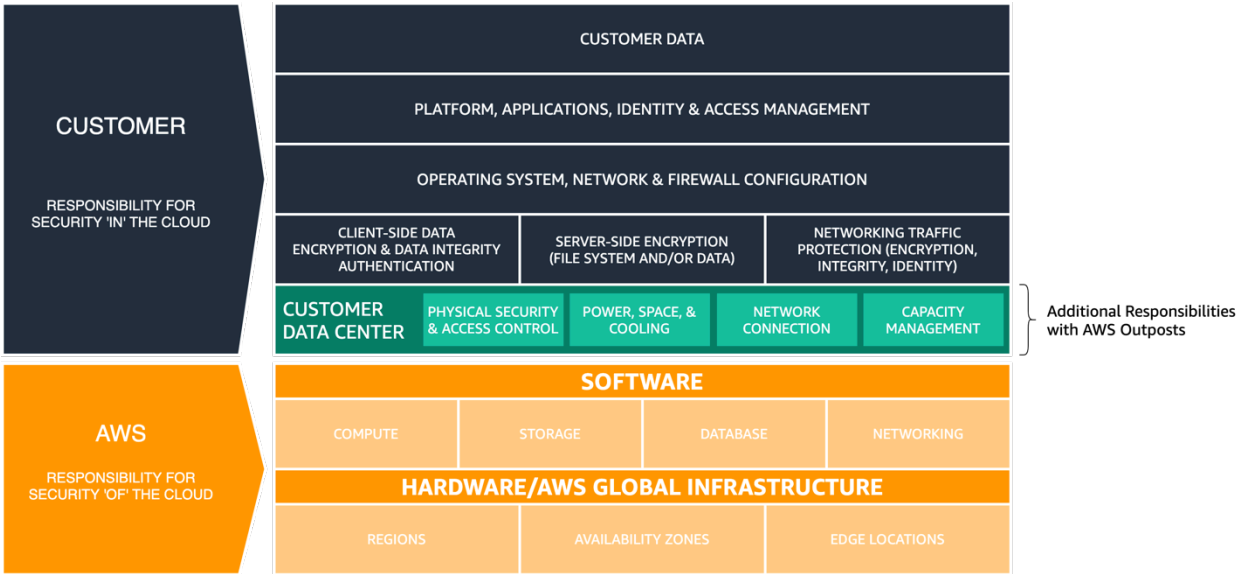 CUSTOMER
RESPONSIBILITY FOR
SECURITY 'IN' THE CLOUD
CUSTOMER DATA
PLATFORM, APPLICATIONS, IDENTITY & ACCESS MANAGEMENT
OPERATING SYSTEM, NETWORK & FIREWALL CONFIGURATION
CLIENT-SIDE DATA
ENCRYPTION & DATA INTEGRITY
AUTHENTICATION
SERVER-SIDE ENCRYPTION
(FILE SYSTEM AND/OR DATA)
NETWORKING TRAFFIC
PROTECTION (ENCRYPTION,
INTEGRITY, IDENTITY)
CUSTOMER
DATA CENTER
PHYSICAL SECURITY
& ACCESS CONTROL
POWER, SPACE, &
COOLING
NETWORK
CONNECTION
CAPACITY
MANAGEMENT
Additional Responsibilities
with AWS Outposts
AWS
RESPONSIBILITY FOR
SECURITY 'OF' THE CLOUD
SOFTWARE
COMPUTE
STORAGE
DATABASE
NETWORKING
HARDWARE/AWS GLOBAL INFRASTRUCTURE
REGIONS
AVAILABILITY ZONES
EDGE LOCATIONS